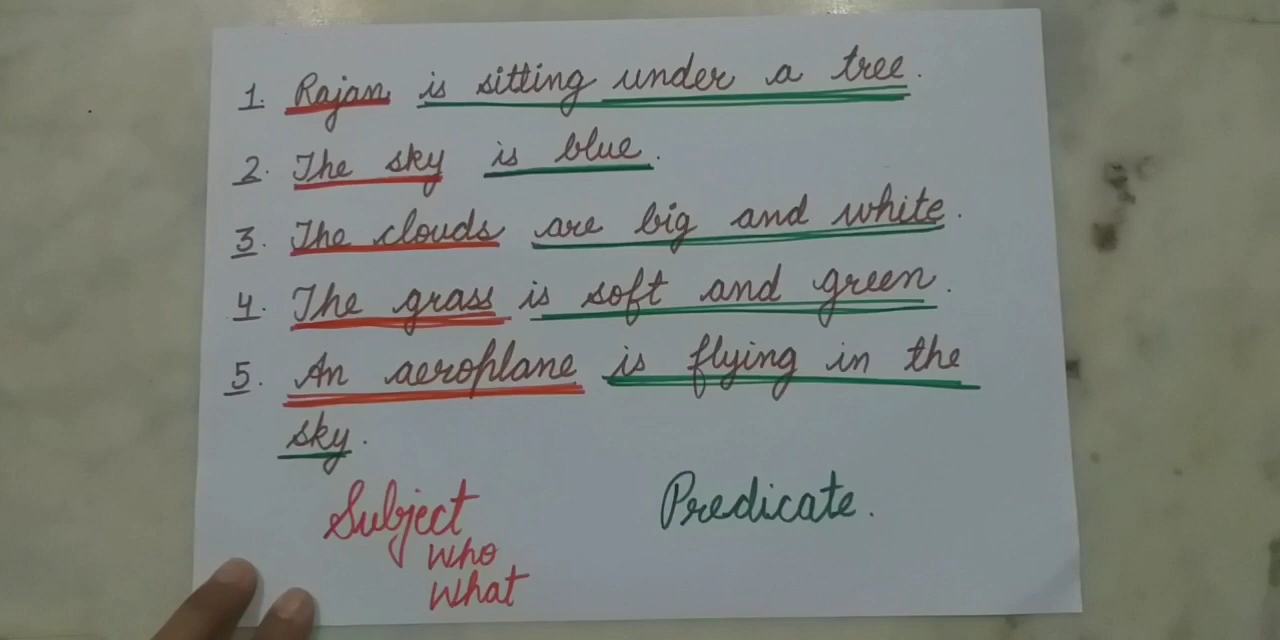 1. Rajan is sitting under a tree.
2. The sky is blue.
3. The clouds are big and white.
4. The grass is soft and green.
5. An aeroplane is flying in the
sky.
Subject Predicate.
who
what